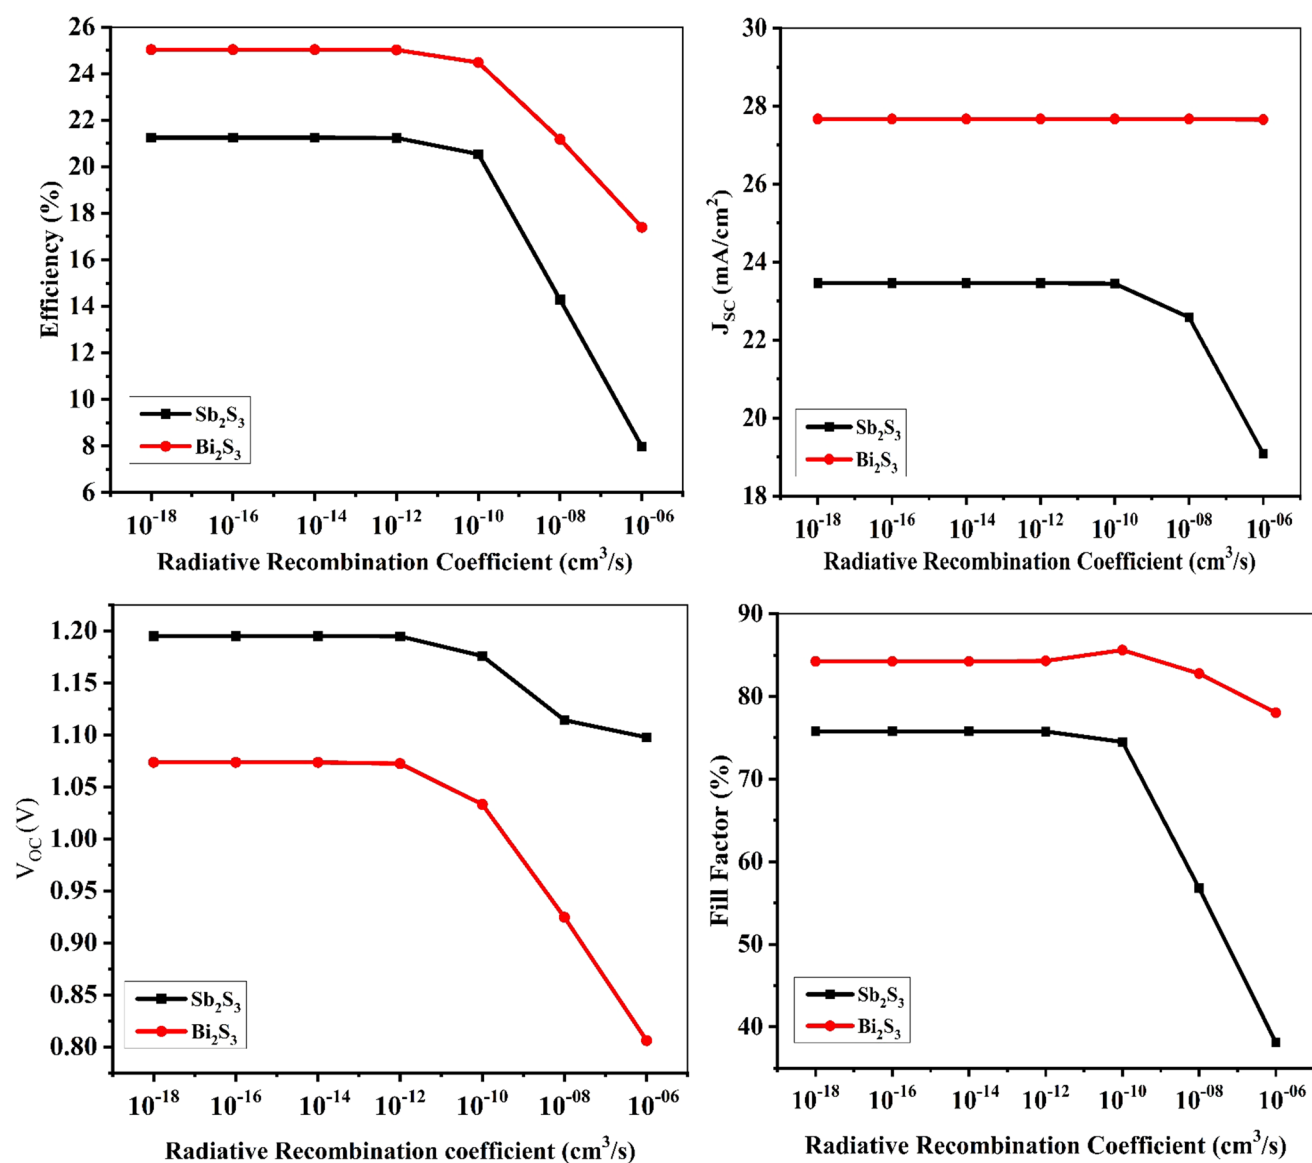 26
24
22
20
18
16
14
12
10
8
6
Efficiency (%)
Sb₂S₃
Bi₂S₃
10⁻¹⁸ 10⁻¹⁶ 10⁻¹⁴ 10⁻¹² 10⁻¹⁰ 10⁻⁰⁸ 10⁻⁰⁶
Radiative Recombination Coefficient (cm³/s)
30
28
26
24
22
20
18
J_SC (mA/cm²)
Sb₂S₃
Bi₂S₃
10⁻¹⁸ 10⁻¹⁶ 10⁻¹⁴ 10⁻¹² 10⁻¹⁰ 10⁻⁰⁸ 10⁻⁰⁶
Radiative Recombination Coefficient (cm³/s)
1.20
1.15
1.10
1.05
1.00
0.95
0.90
0.85
0.80
V_OC (V)
Sb₂S₃
Bi₂S₃
10⁻¹⁸ 10⁻¹⁶ 10⁻¹⁴ 10⁻¹² 10⁻¹⁰ 10⁻⁰⁸ 10⁻⁰⁶
Radiative Recombination coefficient (cm³/s)
90
80
70
60
50
40
Fill Factor (%)
Sb₂S₃
Bi₂S₃
10⁻¹⁸ 10⁻¹⁶ 10⁻¹⁴ 10⁻¹² 10⁻¹⁰ 10⁻⁰⁸ 10⁻⁰⁶
Radiative Recombination Coefficient (cm³/s)